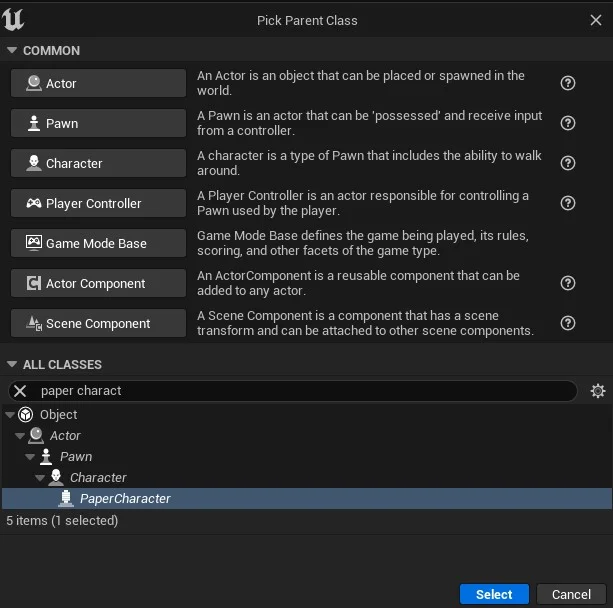 Pick Parent Class
COMMON
Actor
An Actor is an object that can be placed or spawned in the
world.
Pawn
A Pawn is an actor that can be 'possessed' and receive input
from a controller.
Character
A character is a type of Pawn that includes the ability to walk
around.
Player Controller
A Player Controller is an actor responsible for controlling a
Pawn used by the player.
Game Mode Base
Game Mode Base defines the game being played, its rules,
scoring, and other facets of the game type.
Actor Component
An ActorComponent is a reusable component that can be
added to any actor.
Scene Component
A Scene Component is a component that has a scene
transform and can be attached to other scene components.
ALL CLASSES
paper charact
Object
Actor
Pawn
Character
PaperCharacter
5 items (1 selected)
Select
Cancel